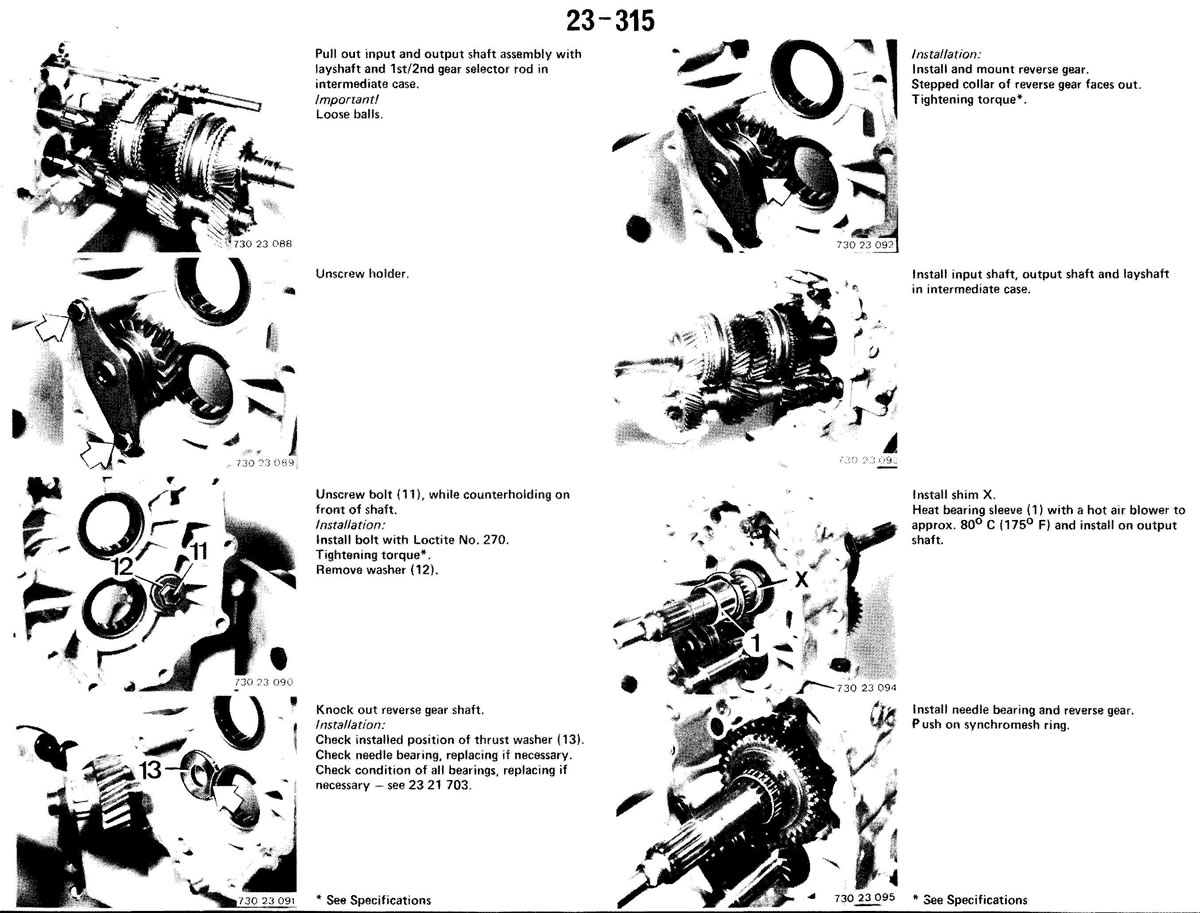 23-315
Pull out input and output shaft assembly with
layshaft and 1st/2nd gear selector rod in
intermediate case.
Important!
Loose balls.
730 23 088
Unscrew holder.
730 23 089
Unscrew bolt (11), while counterholding on
front of shaft.
Installation:
Install bolt with Loctite No. 270.
Tightening torque*.
Remove washer (12).
11
12
730 23 090
Knock out reverse gear shaft.
Installation:
Check installed position of thrust washer (13).
Check needle bearing, replacing if necessary.
Check condition of all bearings, replacing if
necessary — see 23 21 703.
13
730 23 091
* See Specifications
Installation:
Install and mount reverse gear.
Stepped collar of reverse gear faces out.
Tightening torque*.
730 23 092
Install input shaft, output shaft and layshaft
in intermediate case.
730 23 093
Install shim X.
Heat bearing sleeve (1) with a hot air blower to
approx. 80° C (175° F) and install on output
shaft.
X
1
730 23 094
Install needle bearing and reverse gear.
Push on synchromesh ring.
730 23 095
* See Specifications